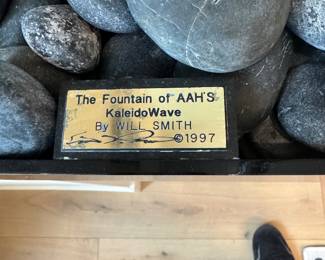 The Fountain of AAH'S
KaleidoWave
By WILL SMITH
©1997